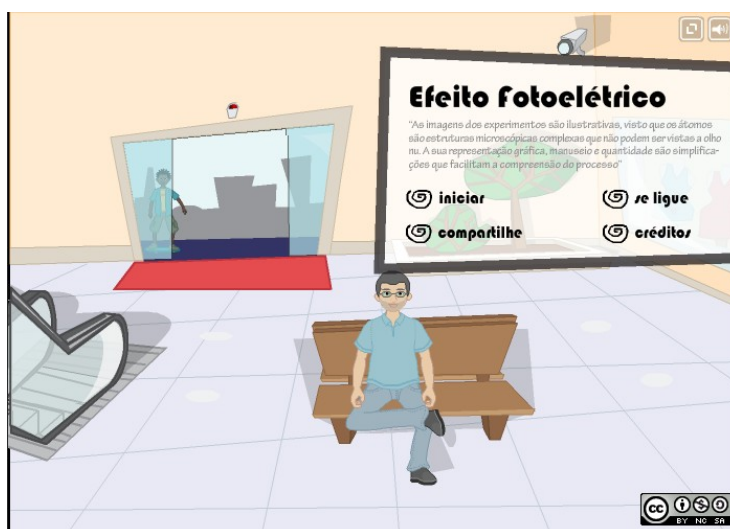 Efeito Fotoelétrico
"As imagens dos experimentos são ilustrativas, visto que os átomos
são estruturas microscópicas complexas que não podem ser vistas a olho
nu. A sua representação gráfica, manuseio e quantidade são simplifica-
ções que facilitam a compreensão do processo"
iniciar se ligue
compartilhe créditos
cc BY NC SA